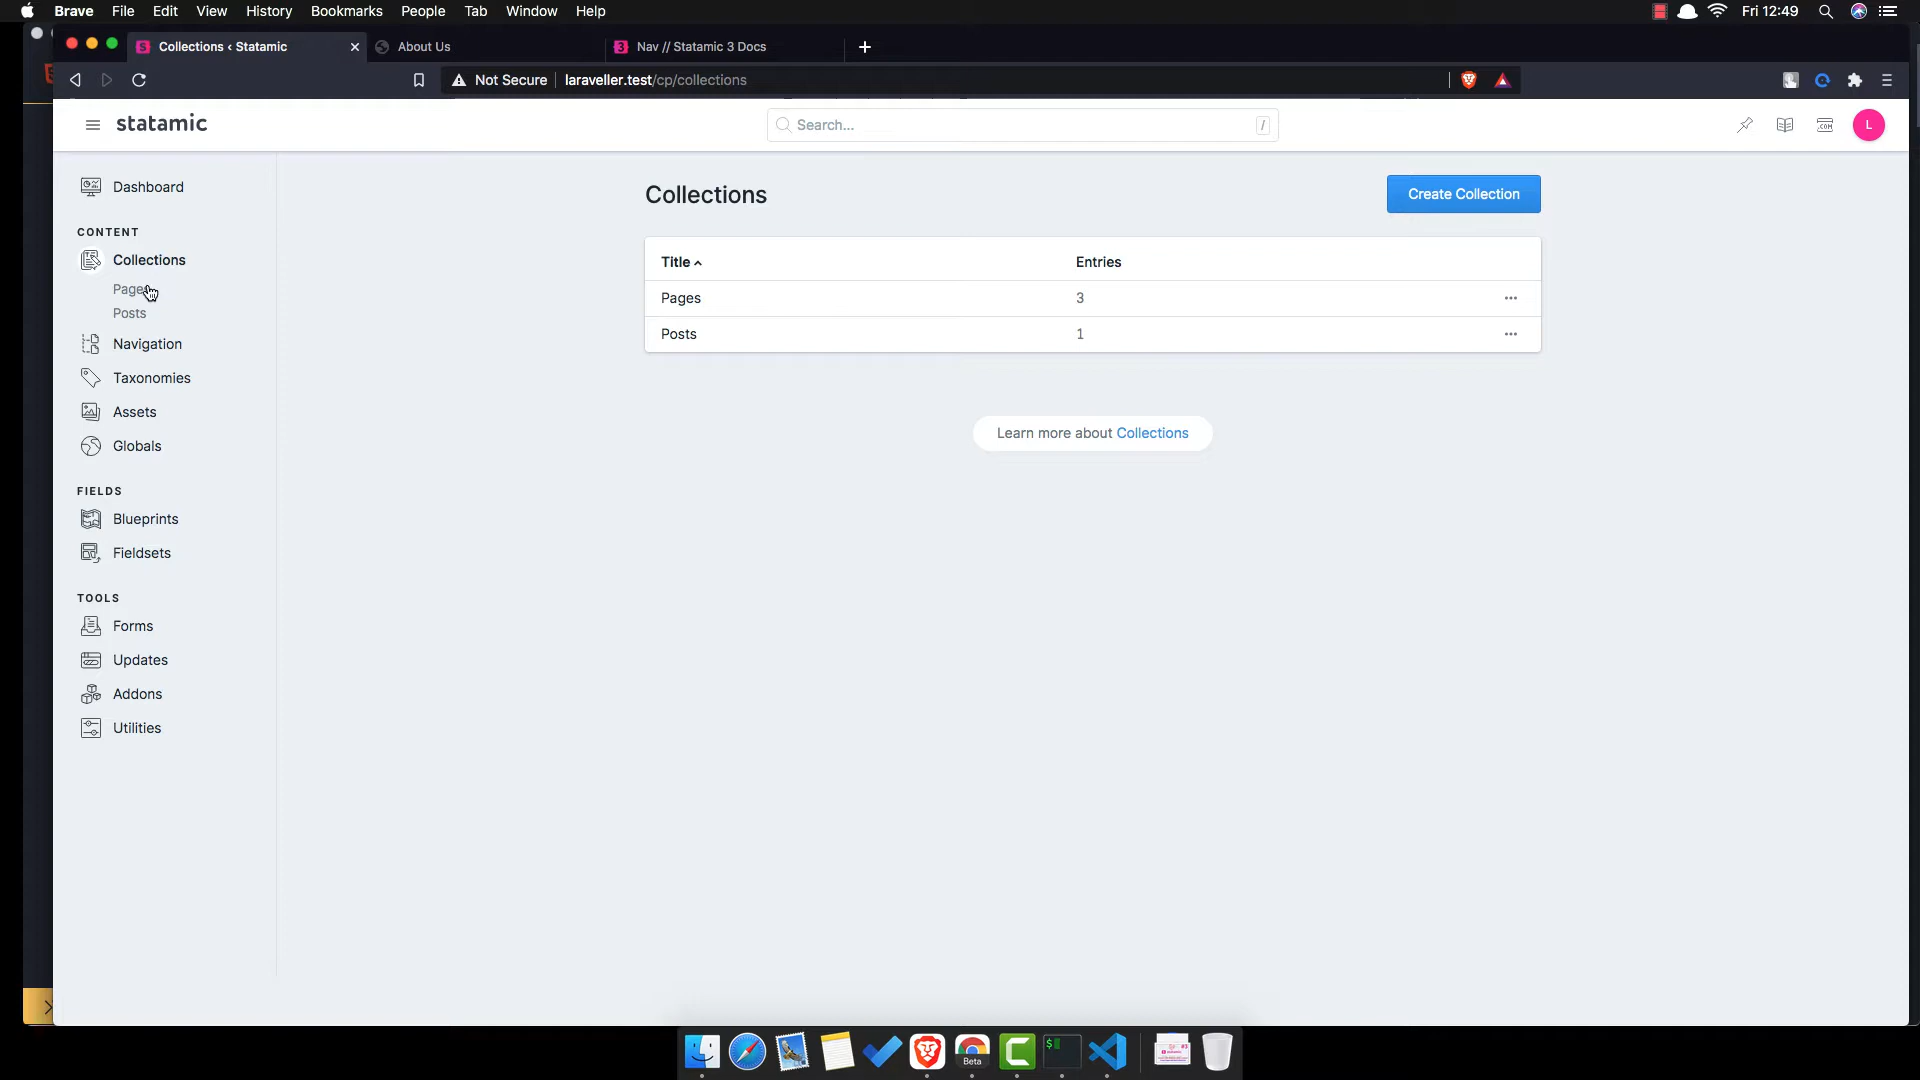 Brave File Edit View History Bookmarks People Tab Window Help Fri 12:49
Collections ‹ Statamic About Us Nav // Statamic 3 Docs
Not Secure laraveller.test/cp/collections
statamic Search... / L
.COM
Dashboard
CONTENT
Collections
Pages
Posts
Navigation
Taxonomies
Assets
Globals
FIELDS
Blueprints
Fieldsets
TOOLS
Forms
Updates
Addons
Utilities
Collections Create Collection
Title Entries
Pages 3
Posts 1
Learn more about Collections
Beta
$